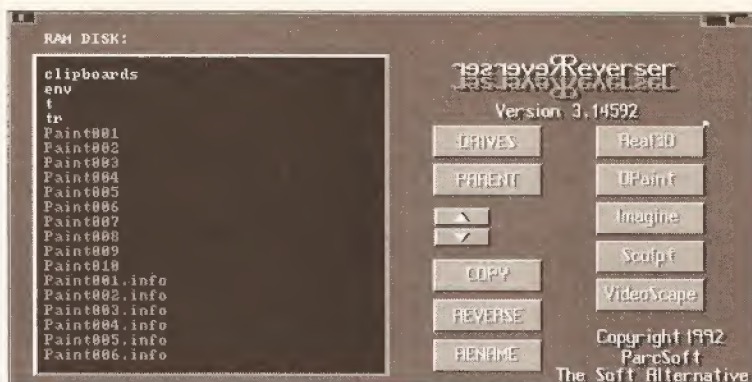 RAM DISK:
clipboards
env
t
tr
Paint001
Paint002
Paint003
Paint004
Paint005
Paint006
Paint007
Paint008
Paint009
Paint010
Paint001.info
Paint002.info
Paint003.info
Paint004.info
Paint005.info
Paint006.info
Reverser
Version 3.14592
DRIVES
PARENT
COPY
REVERSE
RENAME
Real3D
DPaint
Imagine
Sculpt
VideoScape
Copyright 1992
ParcSoft
The Soft Alternative